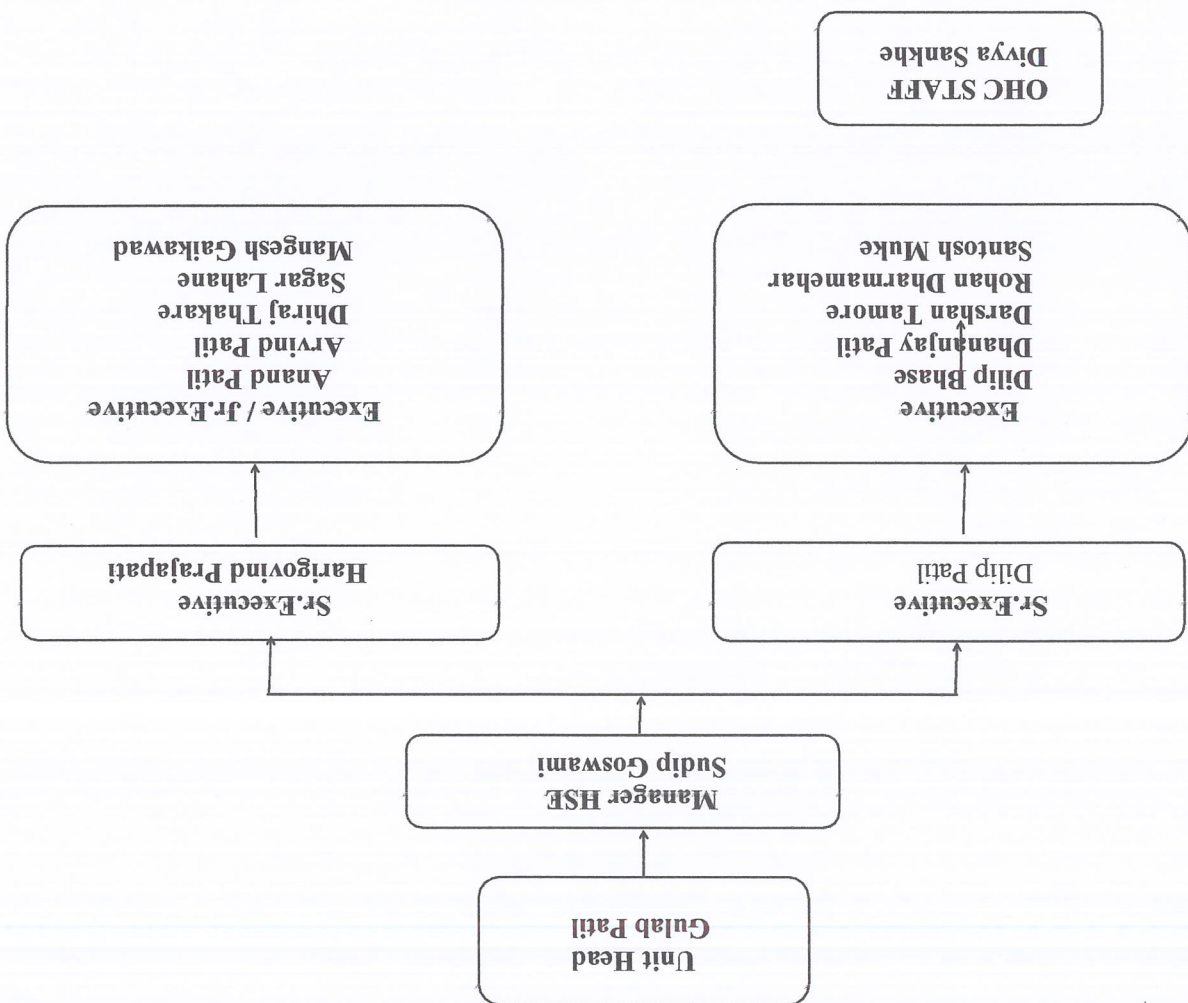 Unit Head
Gulab Patil
Manager HSE
Sudip Goswami
Sr.Executive
Dilip Patil
Sr.Executive
Harigovind Prajapati
Executive
Dilip Bhase
Dhananjay Patil
Darshan Tamore
Rohan Dharmamehar
Santosh Muke
Executive / Jr.Executive
Anand Patil
Arvind Patil
Dhiraj Thakare
Sagar Lahane
Mangesh Gaikawad
OHC STAFF
Divya Sankhe